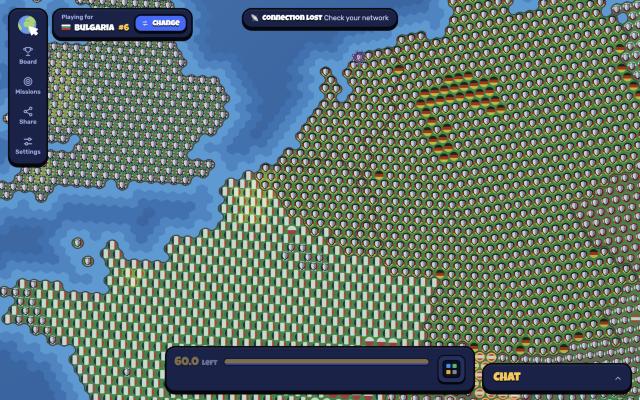 Playing for
BULGARIA #6
CHANGE
CONNECTION LOST Check your network
Board
Missions
Share
Settings
60.0 LEFT
CHAT